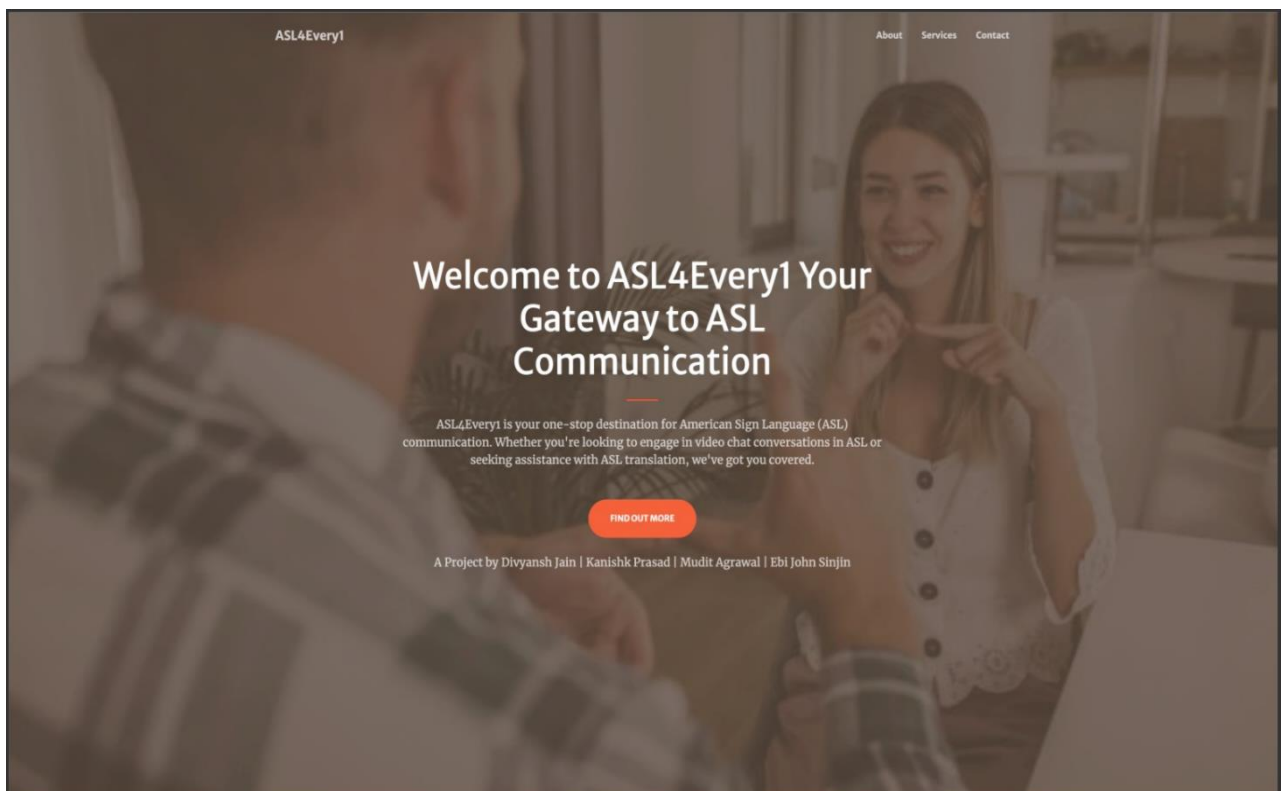 ASL4Every1
About Services Contact
Welcome to ASL4Every1 Your
Gateway to ASL
Communication
ASL4Every1 is your one-stop destination for American Sign Language (ASL)
communication. Whether you're looking to engage in video chat conversations in ASL or
seeking assistance with ASL translation, we've got you covered.
FIND OUT MORE
A Project by Divyansh Jain | Kanishk Prasad | Mudit Agrawal | Ebi John Sinjin